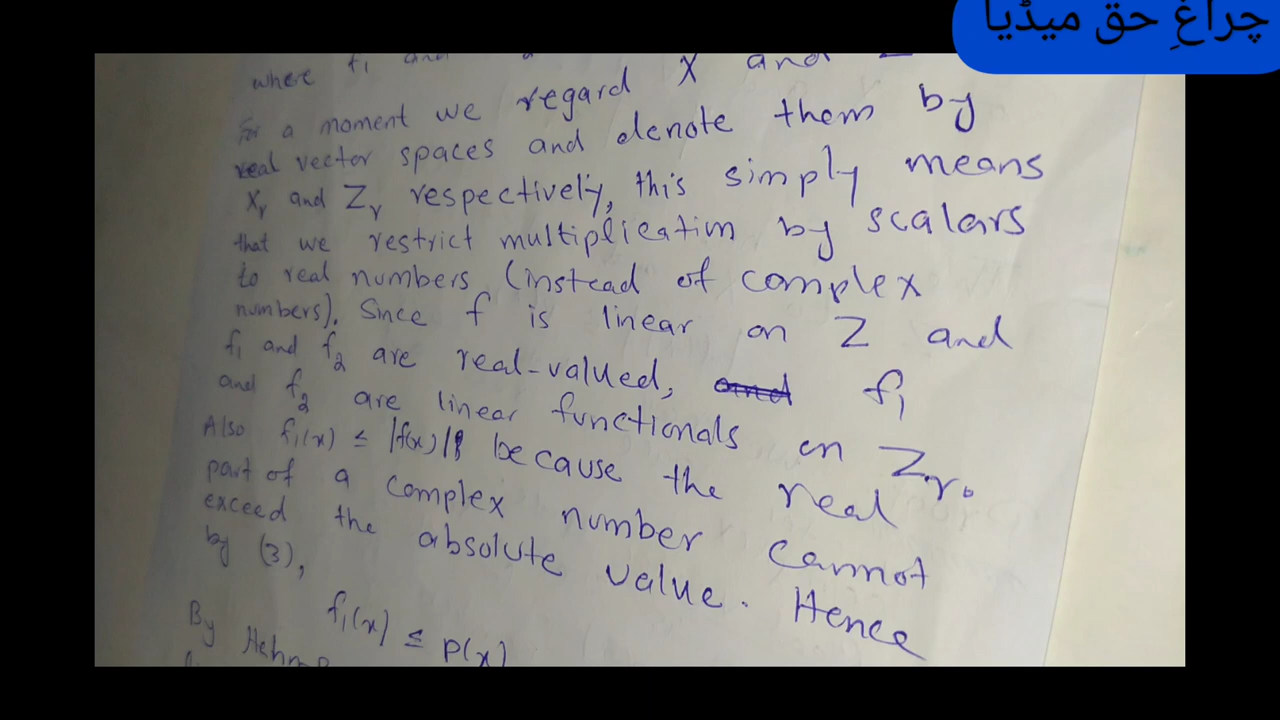 چراغِ حق میڈیا
where f₁ and
X and Z
For a moment we regard
real vector spaces and denote them by
Xᵣ and Zᵣ respectively, this simply means
that we restrict multiplication by scalars
to real numbers (instead of complex
numbers). Since f is linear on Z and
f₁ and f₂ are real-valued, and f₁
and f₂ are linear functionals on Zᵣ.
Also f₁(x) ≤ |f(x)| because the real
part of a complex number cannot
exceed the absolute value. Hence
by (3),
f₁(x) ≤ p(x)
By Hahn